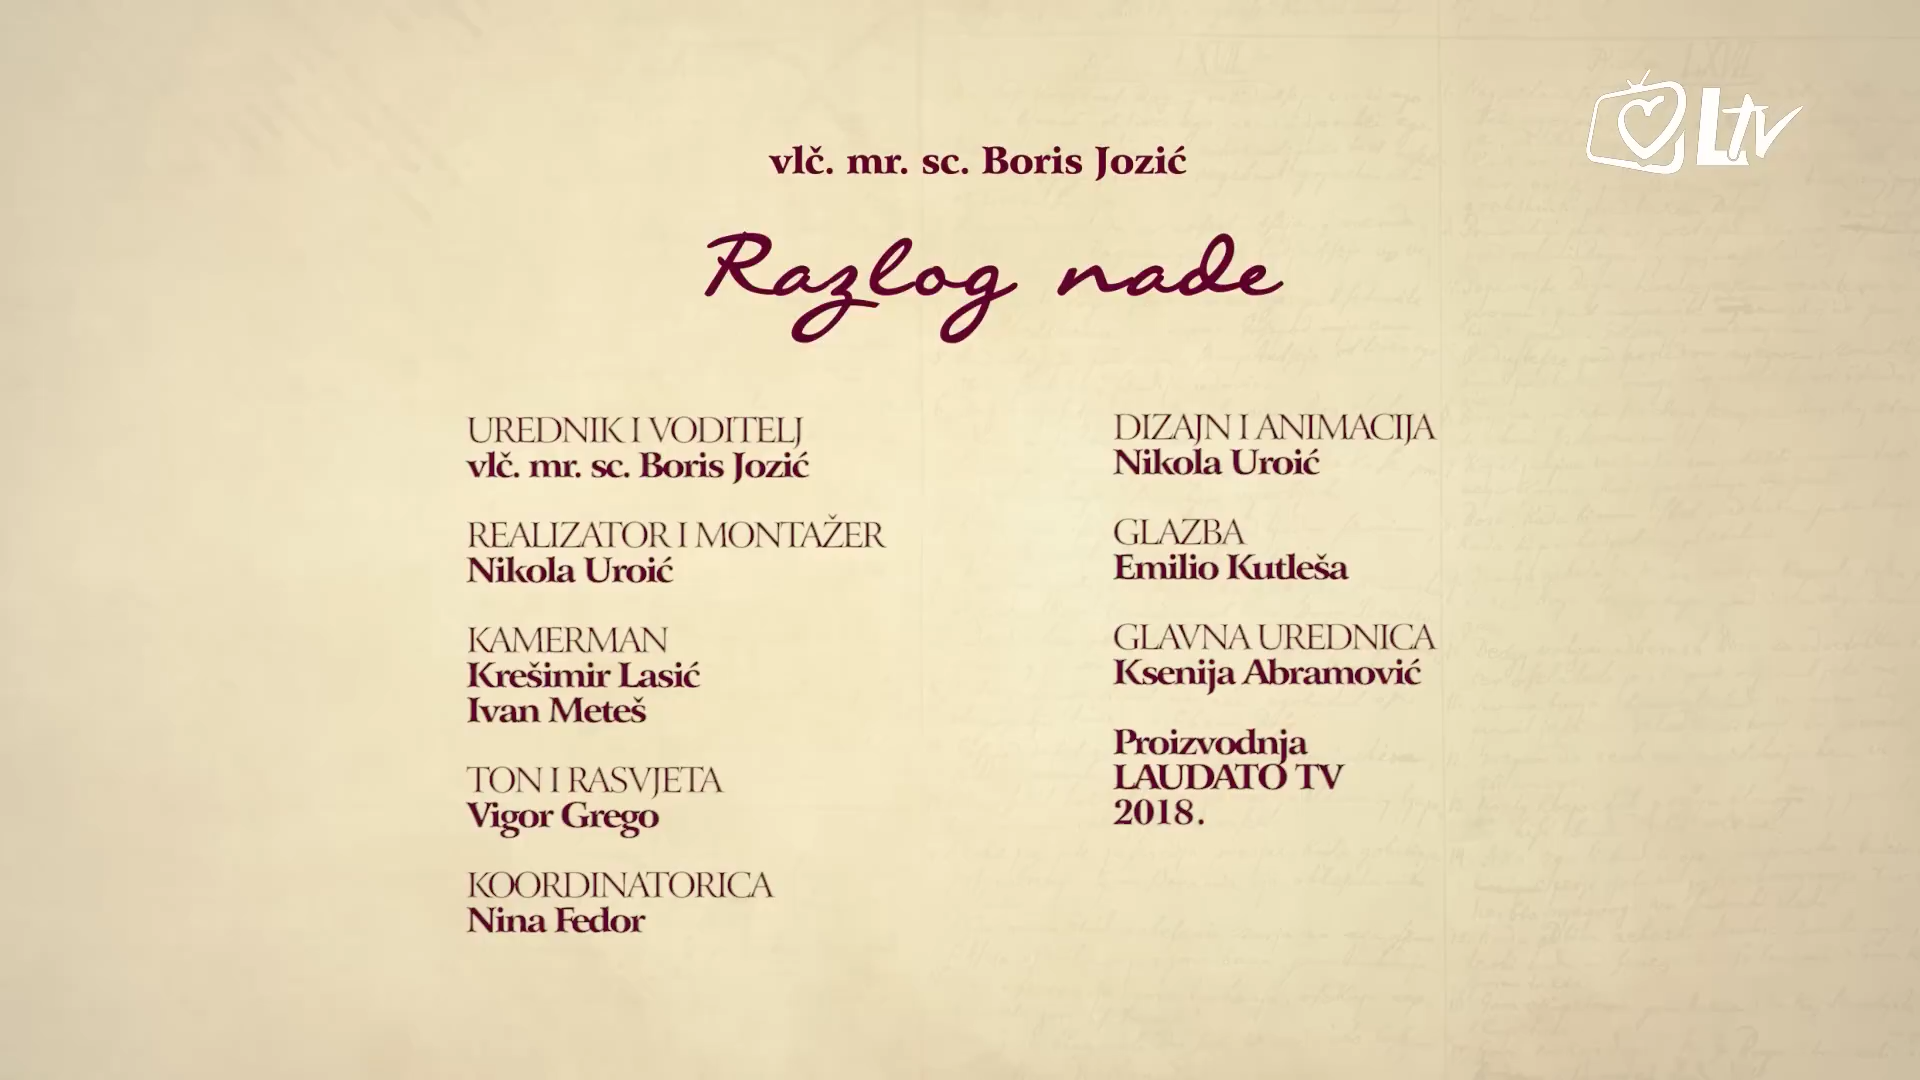 LTV
vlč. mr. sc. Boris Jozić
Razlog nade
UREDNIK I VODITELJ
vlč. mr. sc. Boris Jozić
REALIZATOR I MONTAŽER
Nikola Uroić
KAMERMAN
Krešimir Lasić
Ivan Meteš
TON I RASVJETA
Vigor Grego
KOORDINATORICA
Nina Fedor
DIZAJN I ANIMACIJA
Nikola Uroić
GLAZBA
Emilio Kutleša
GLAVNA UREDNICA
Ksenija Abramović
Proizvodnja
LAUDATO TV
2018.